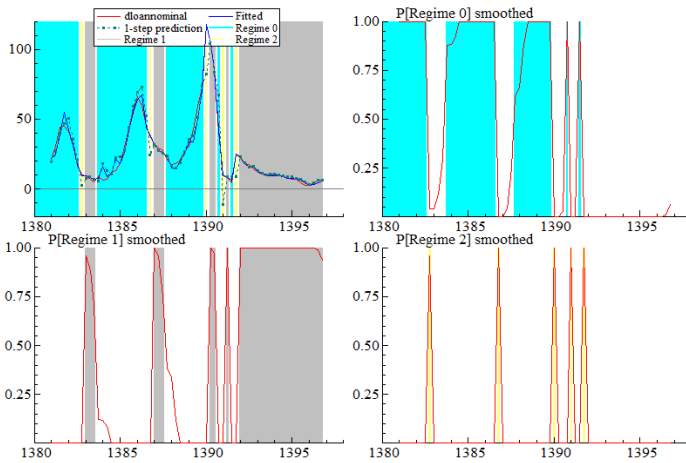 dloannominal Fitted
1-step prediction Regime 0
Regime 1 Regime 2
100
50
0
1380 1385 1390 1395
P[Regime 0] smoothed
1.00
0.75
0.50
0.25
1380 1385 1390 1395
P[Regime 1] smoothed
1.00
0.75
0.50
0.25
1380 1385 1390 1395
P[Regime 2] smoothed
1.00
0.75
0.50
0.25
1380 1385 1390 1395